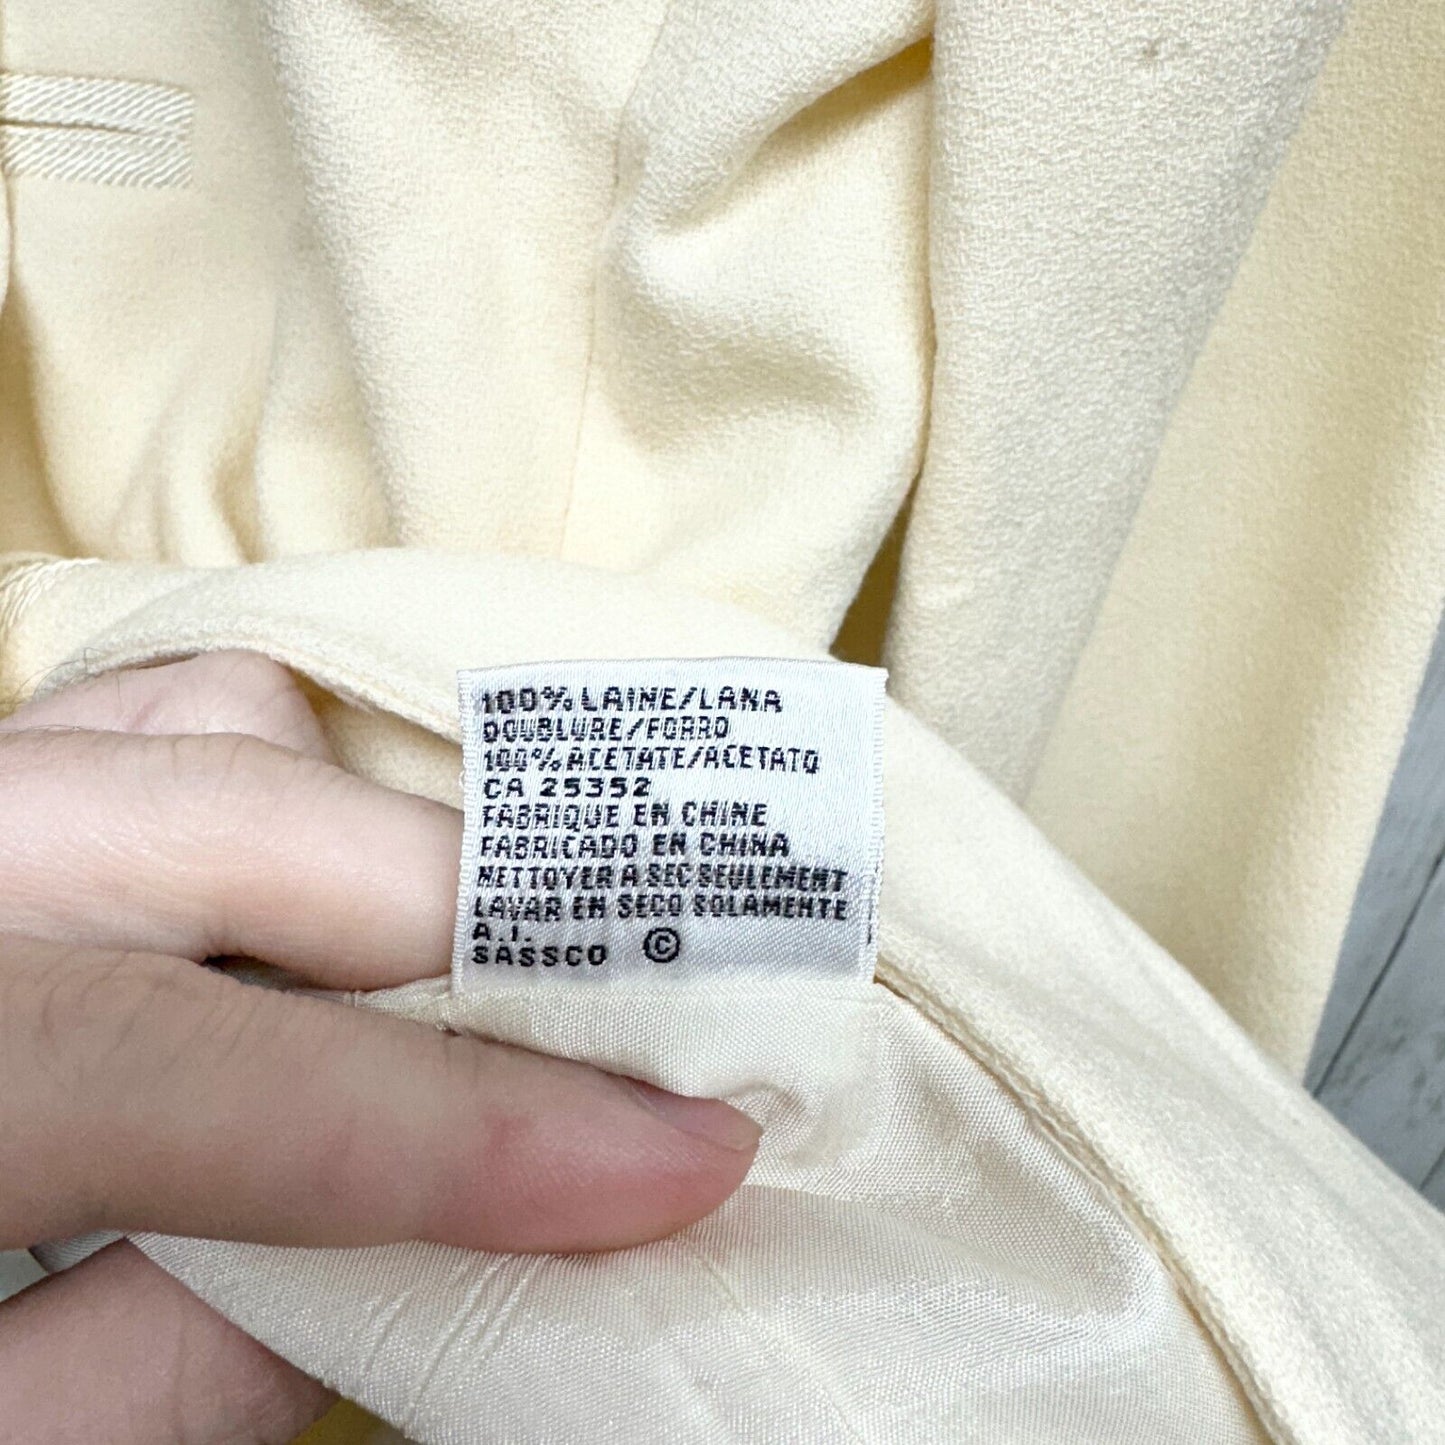 100% LAINE/LANA
DOUBLURE/FORRO
100% ACETATE/ACETATO
CA 25352
FABRIQUE EN CHINE
FABRICADO EN CHINA
NETTOYER A SEC SEULEMENT
LAVAR EN SECO SOLAMENTE
A.I.
SASSCO ©